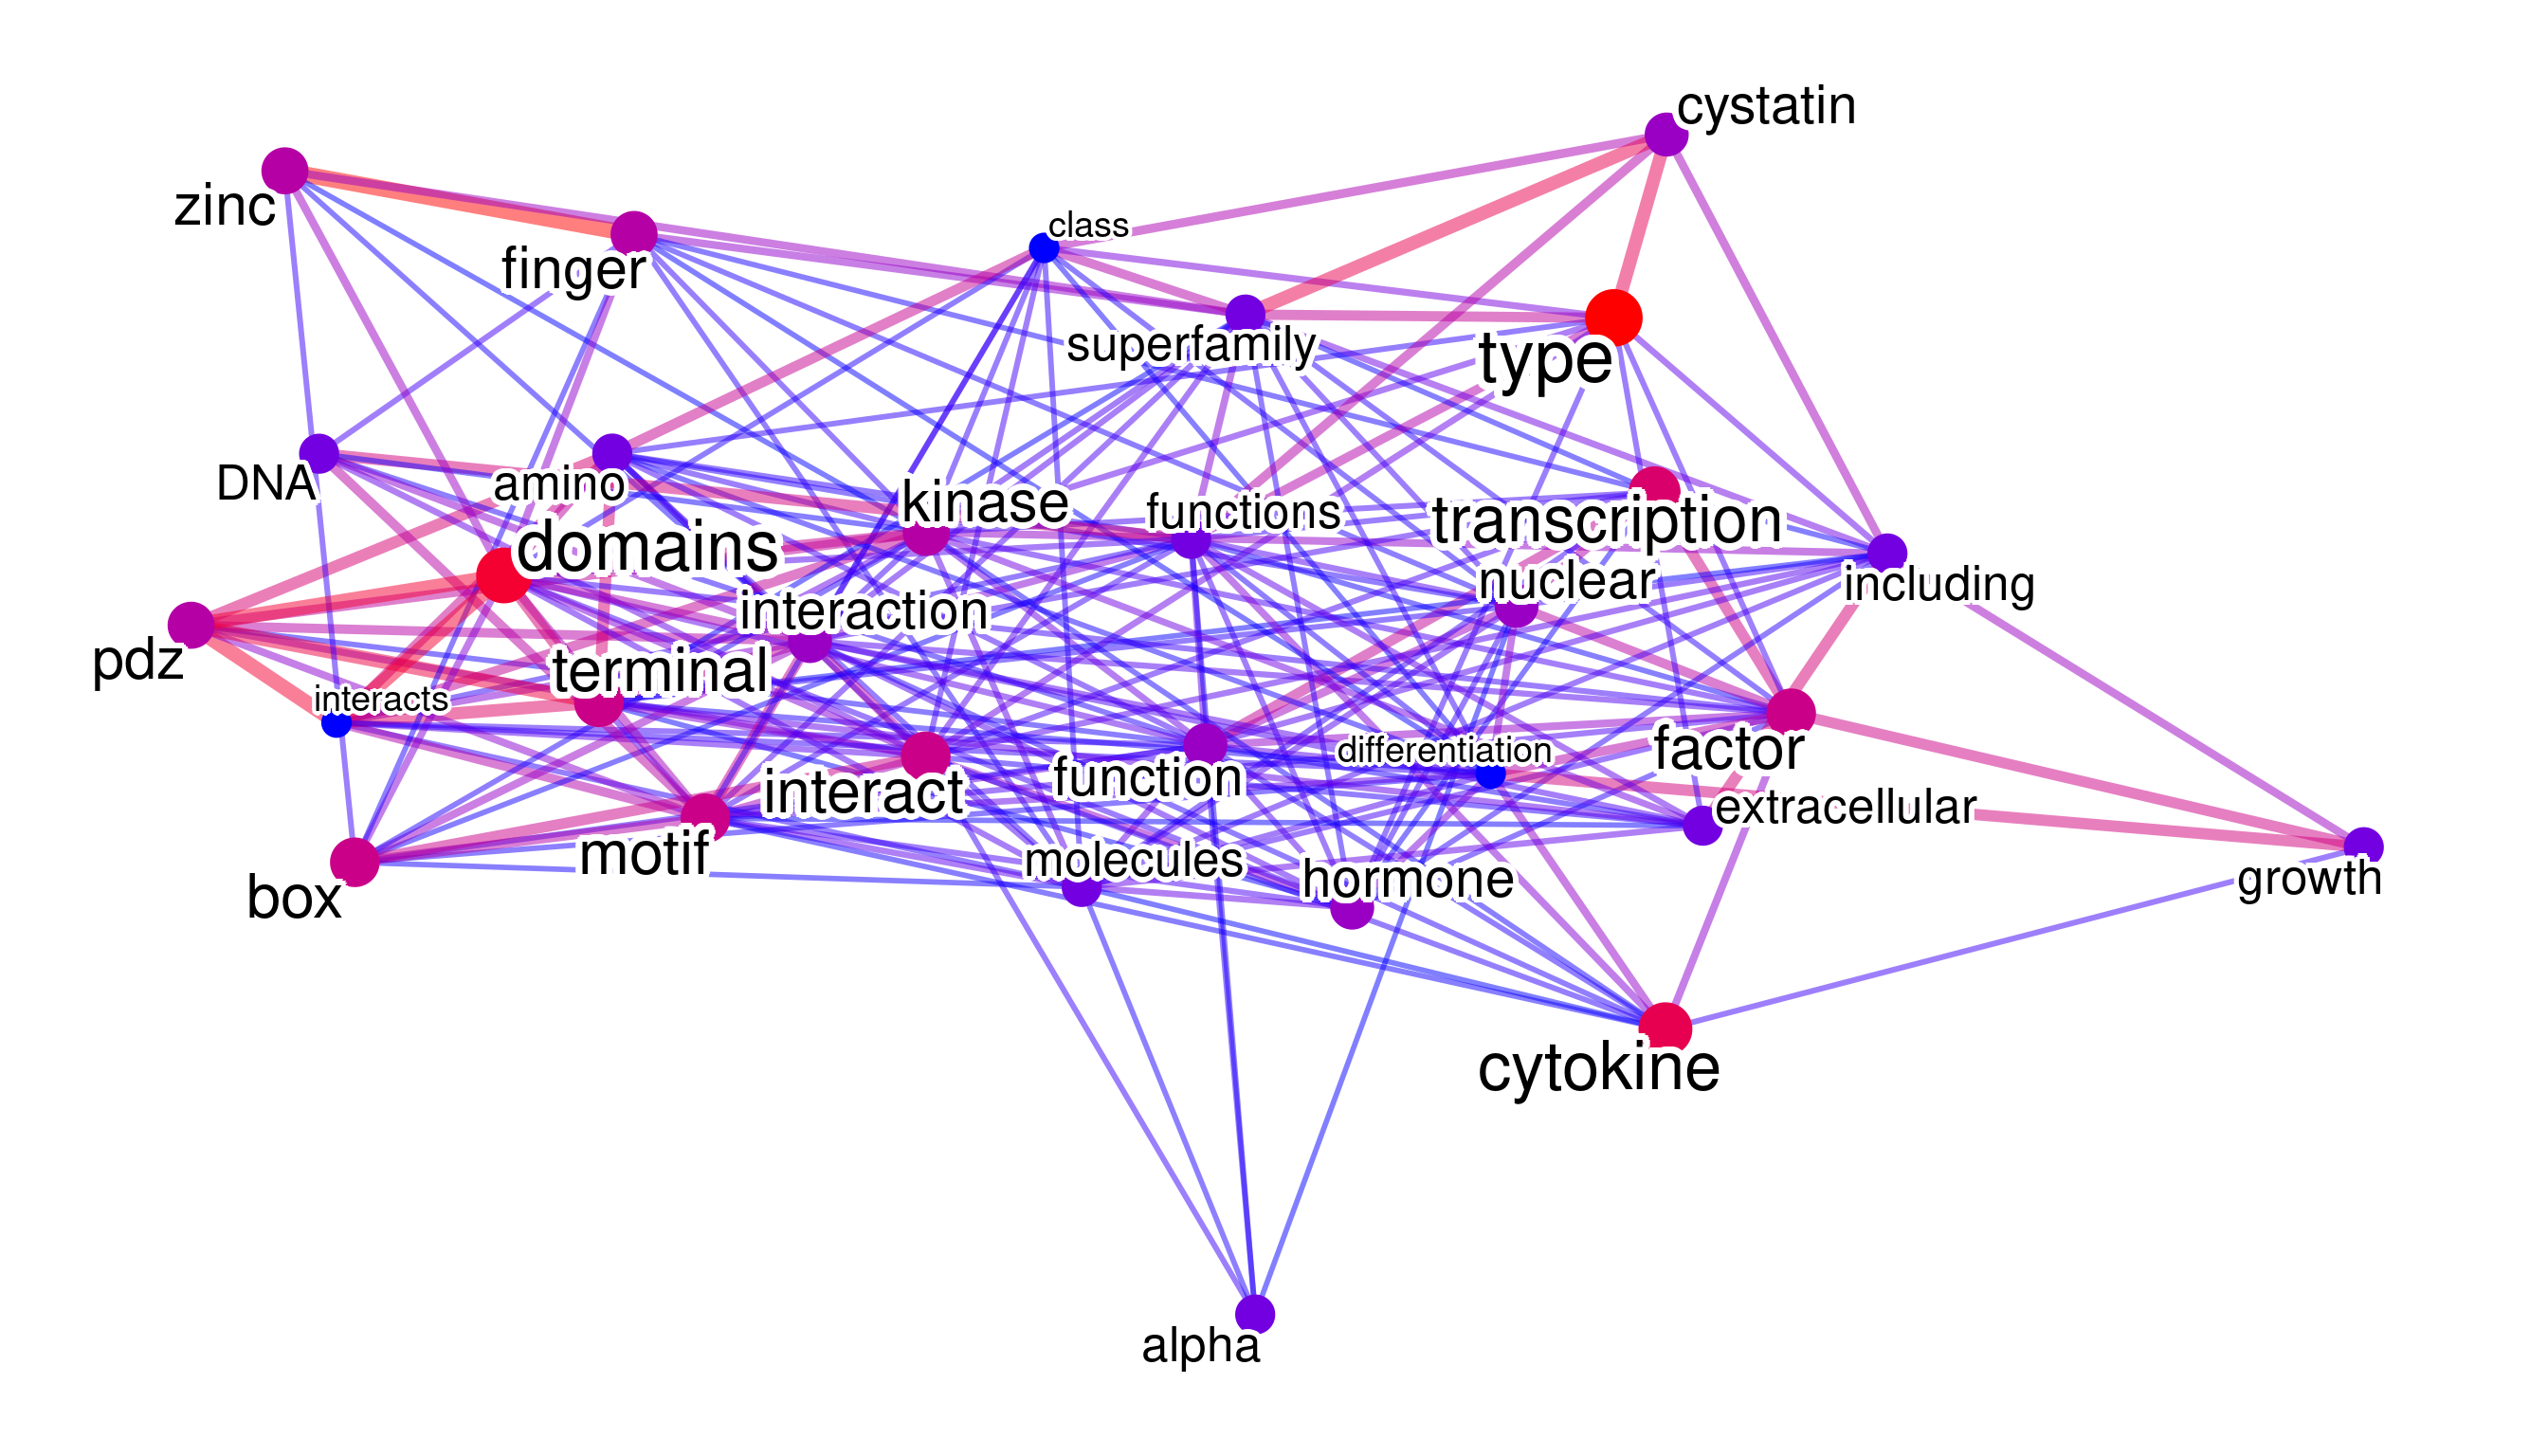 cystatin
zinc
class
finger
superfamily
type
DNA
amino
kinase
functions
transcription
domains
nuclear
including
interaction
pdz
terminal
interacts
differentiation
factor
interact
function
extracellular
motif
molecules
hormone
growth
box
cytokine
alpha